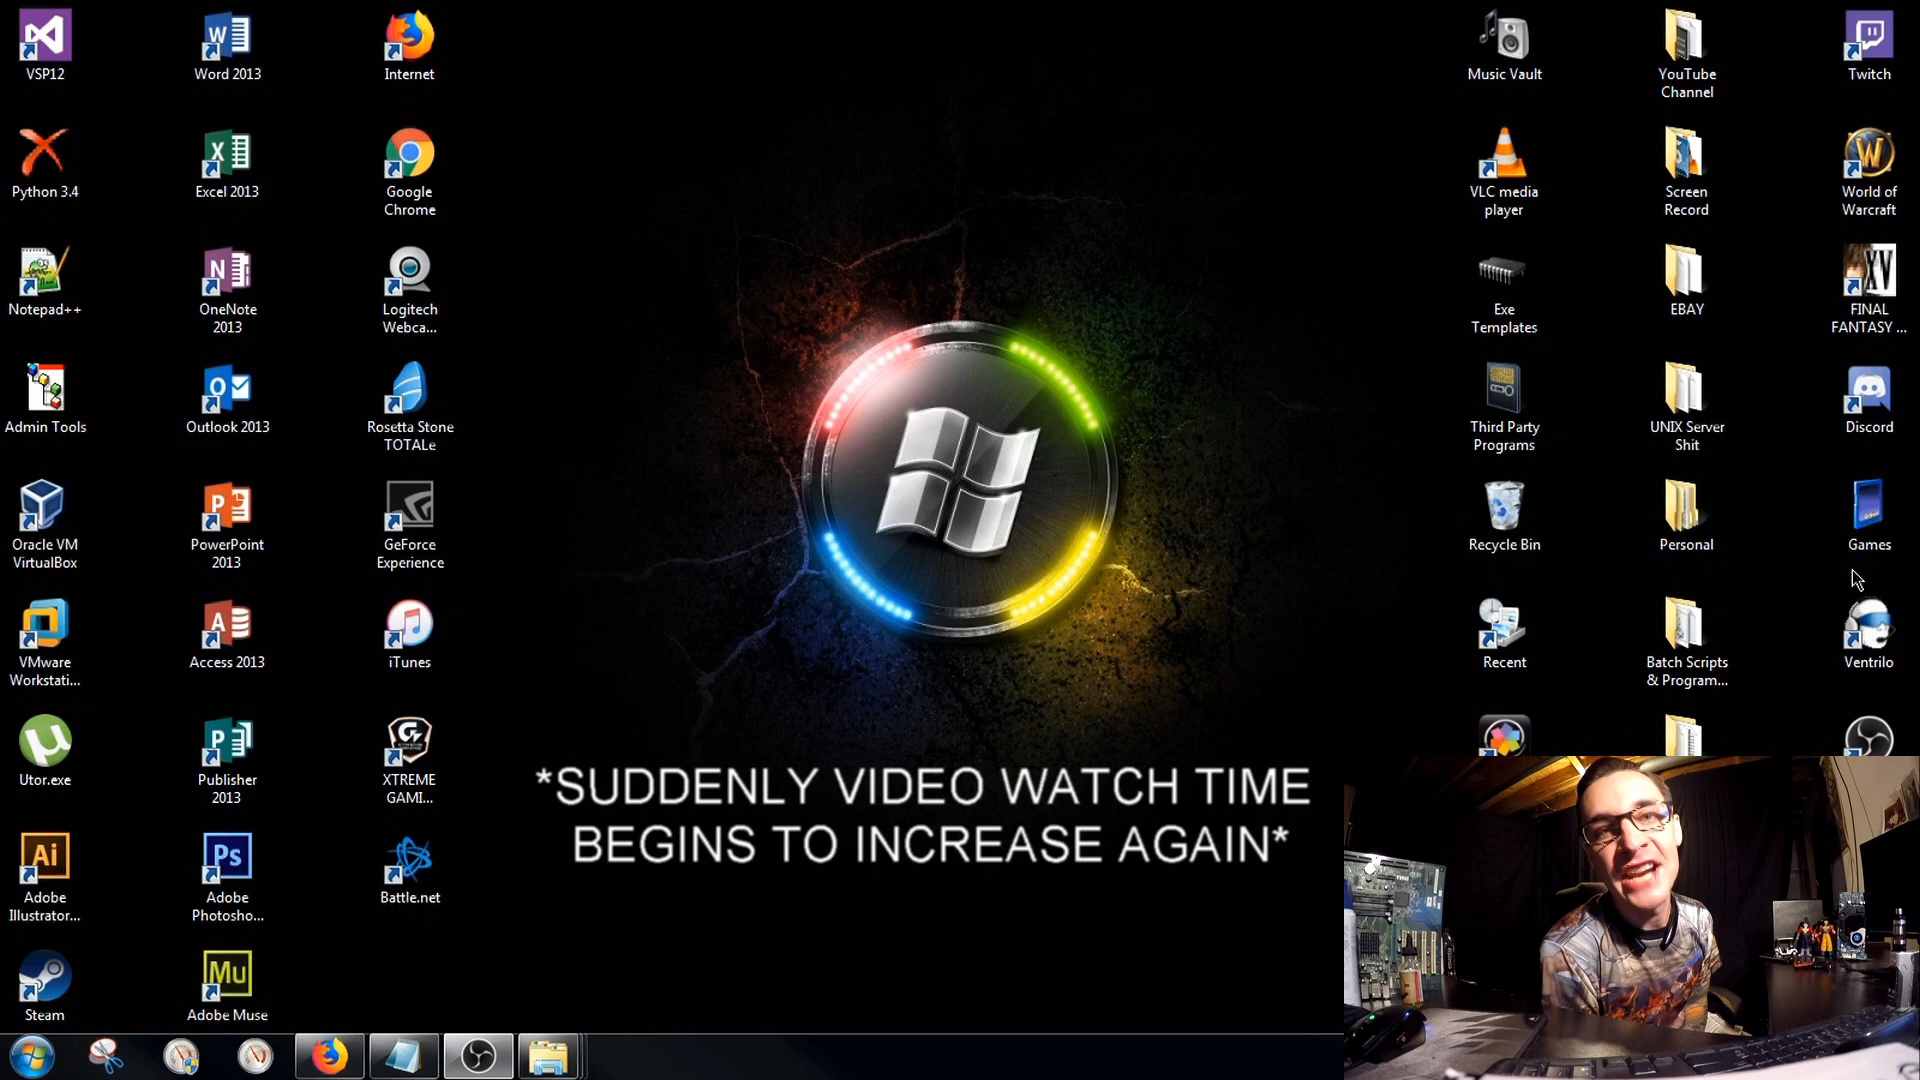 VSP12
Word 2013
Internet
Music Vault
YouTube
Channel
Twitch
Python 3.4
Excel 2013
Google
Chrome
VLC media
player
Screen
Record
World of
Warcraft
Notepad++
OneNote
2013
Logitech
Webca...
Exe
Templates
EBAY
XV
FINAL
FANTASY ...
Admin Tools
Outlook 2013
Rosetta Stone
TOTALe
Third Party
Programs
UNIX Server
Shit
Discord
Oracle VM
VirtualBox
PowerPoint
2013
GeForce
Experience
Recycle Bin
Personal
Games
VMware
Workstati...
Access 2013
iTunes
Recent
Batch Scripts
& Program...
Ventrilo
Utor.exe
Publisher
2013
XTREME
GAMI...
*SUDDENLY VIDEO WATCH TIME
BEGINS TO INCREASE AGAIN*
Ai
Adobe
Illustrator...
Ps
Adobe
Photosho...
Battle.net
Steam
Mu
Adobe Muse